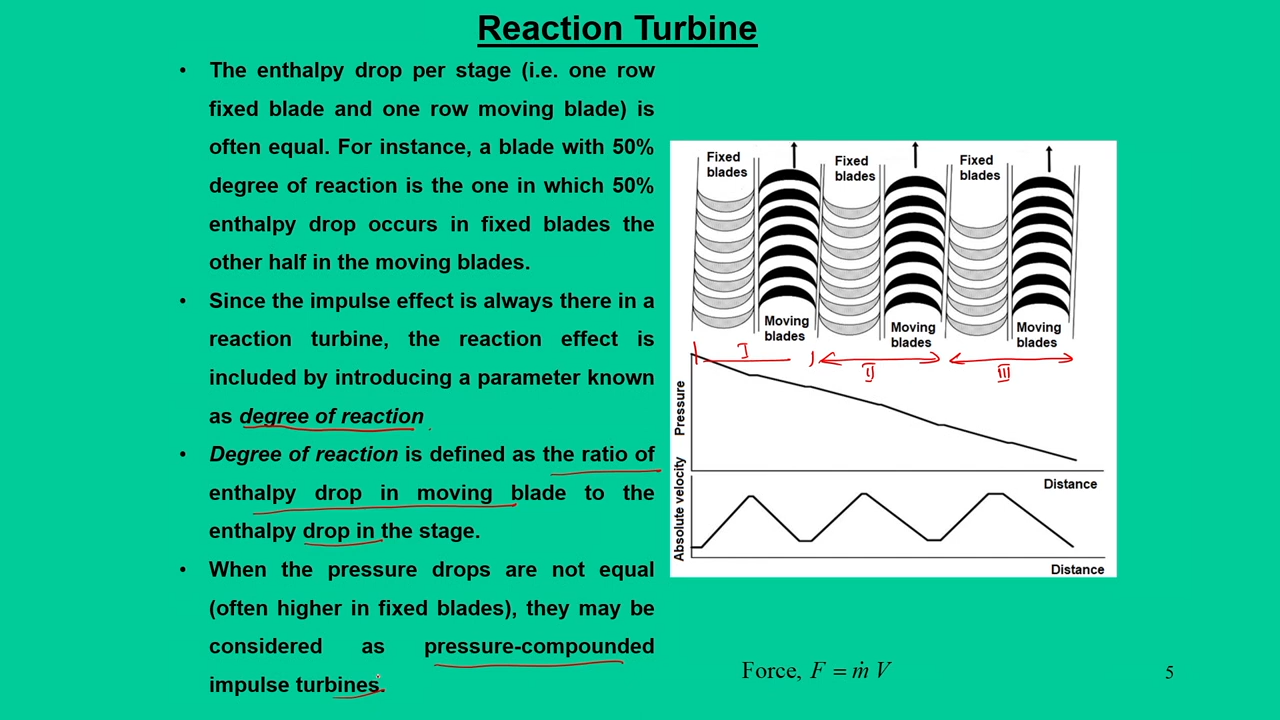 Reaction Turbine
• The enthalpy drop per stage (i.e. one row
fixed blade and one row moving blade) is
often equal. For instance, a blade with 50%
degree of reaction is the one in which 50%
enthalpy drop occurs in fixed blades the
other half in the moving blades.
• Since the impulse effect is always there in a
reaction turbine, the reaction effect is
included by introducing a parameter known
as degree of reaction .
• Degree of reaction is defined as the ratio of
enthalpy drop in moving blade to the
enthalpy drop in the stage.
• When the pressure drops are not equal
(often higher in fixed blades), they may be
considered as pressure-compounded
impulse turbines.
Fixed
blades
Fixed
blades
Fixed
blades
Moving
blades
Moving
blades
Moving
blades
I
II
III
Pressure
Distance
Absolute velocity
Distance
Force, F = ṁ V
5